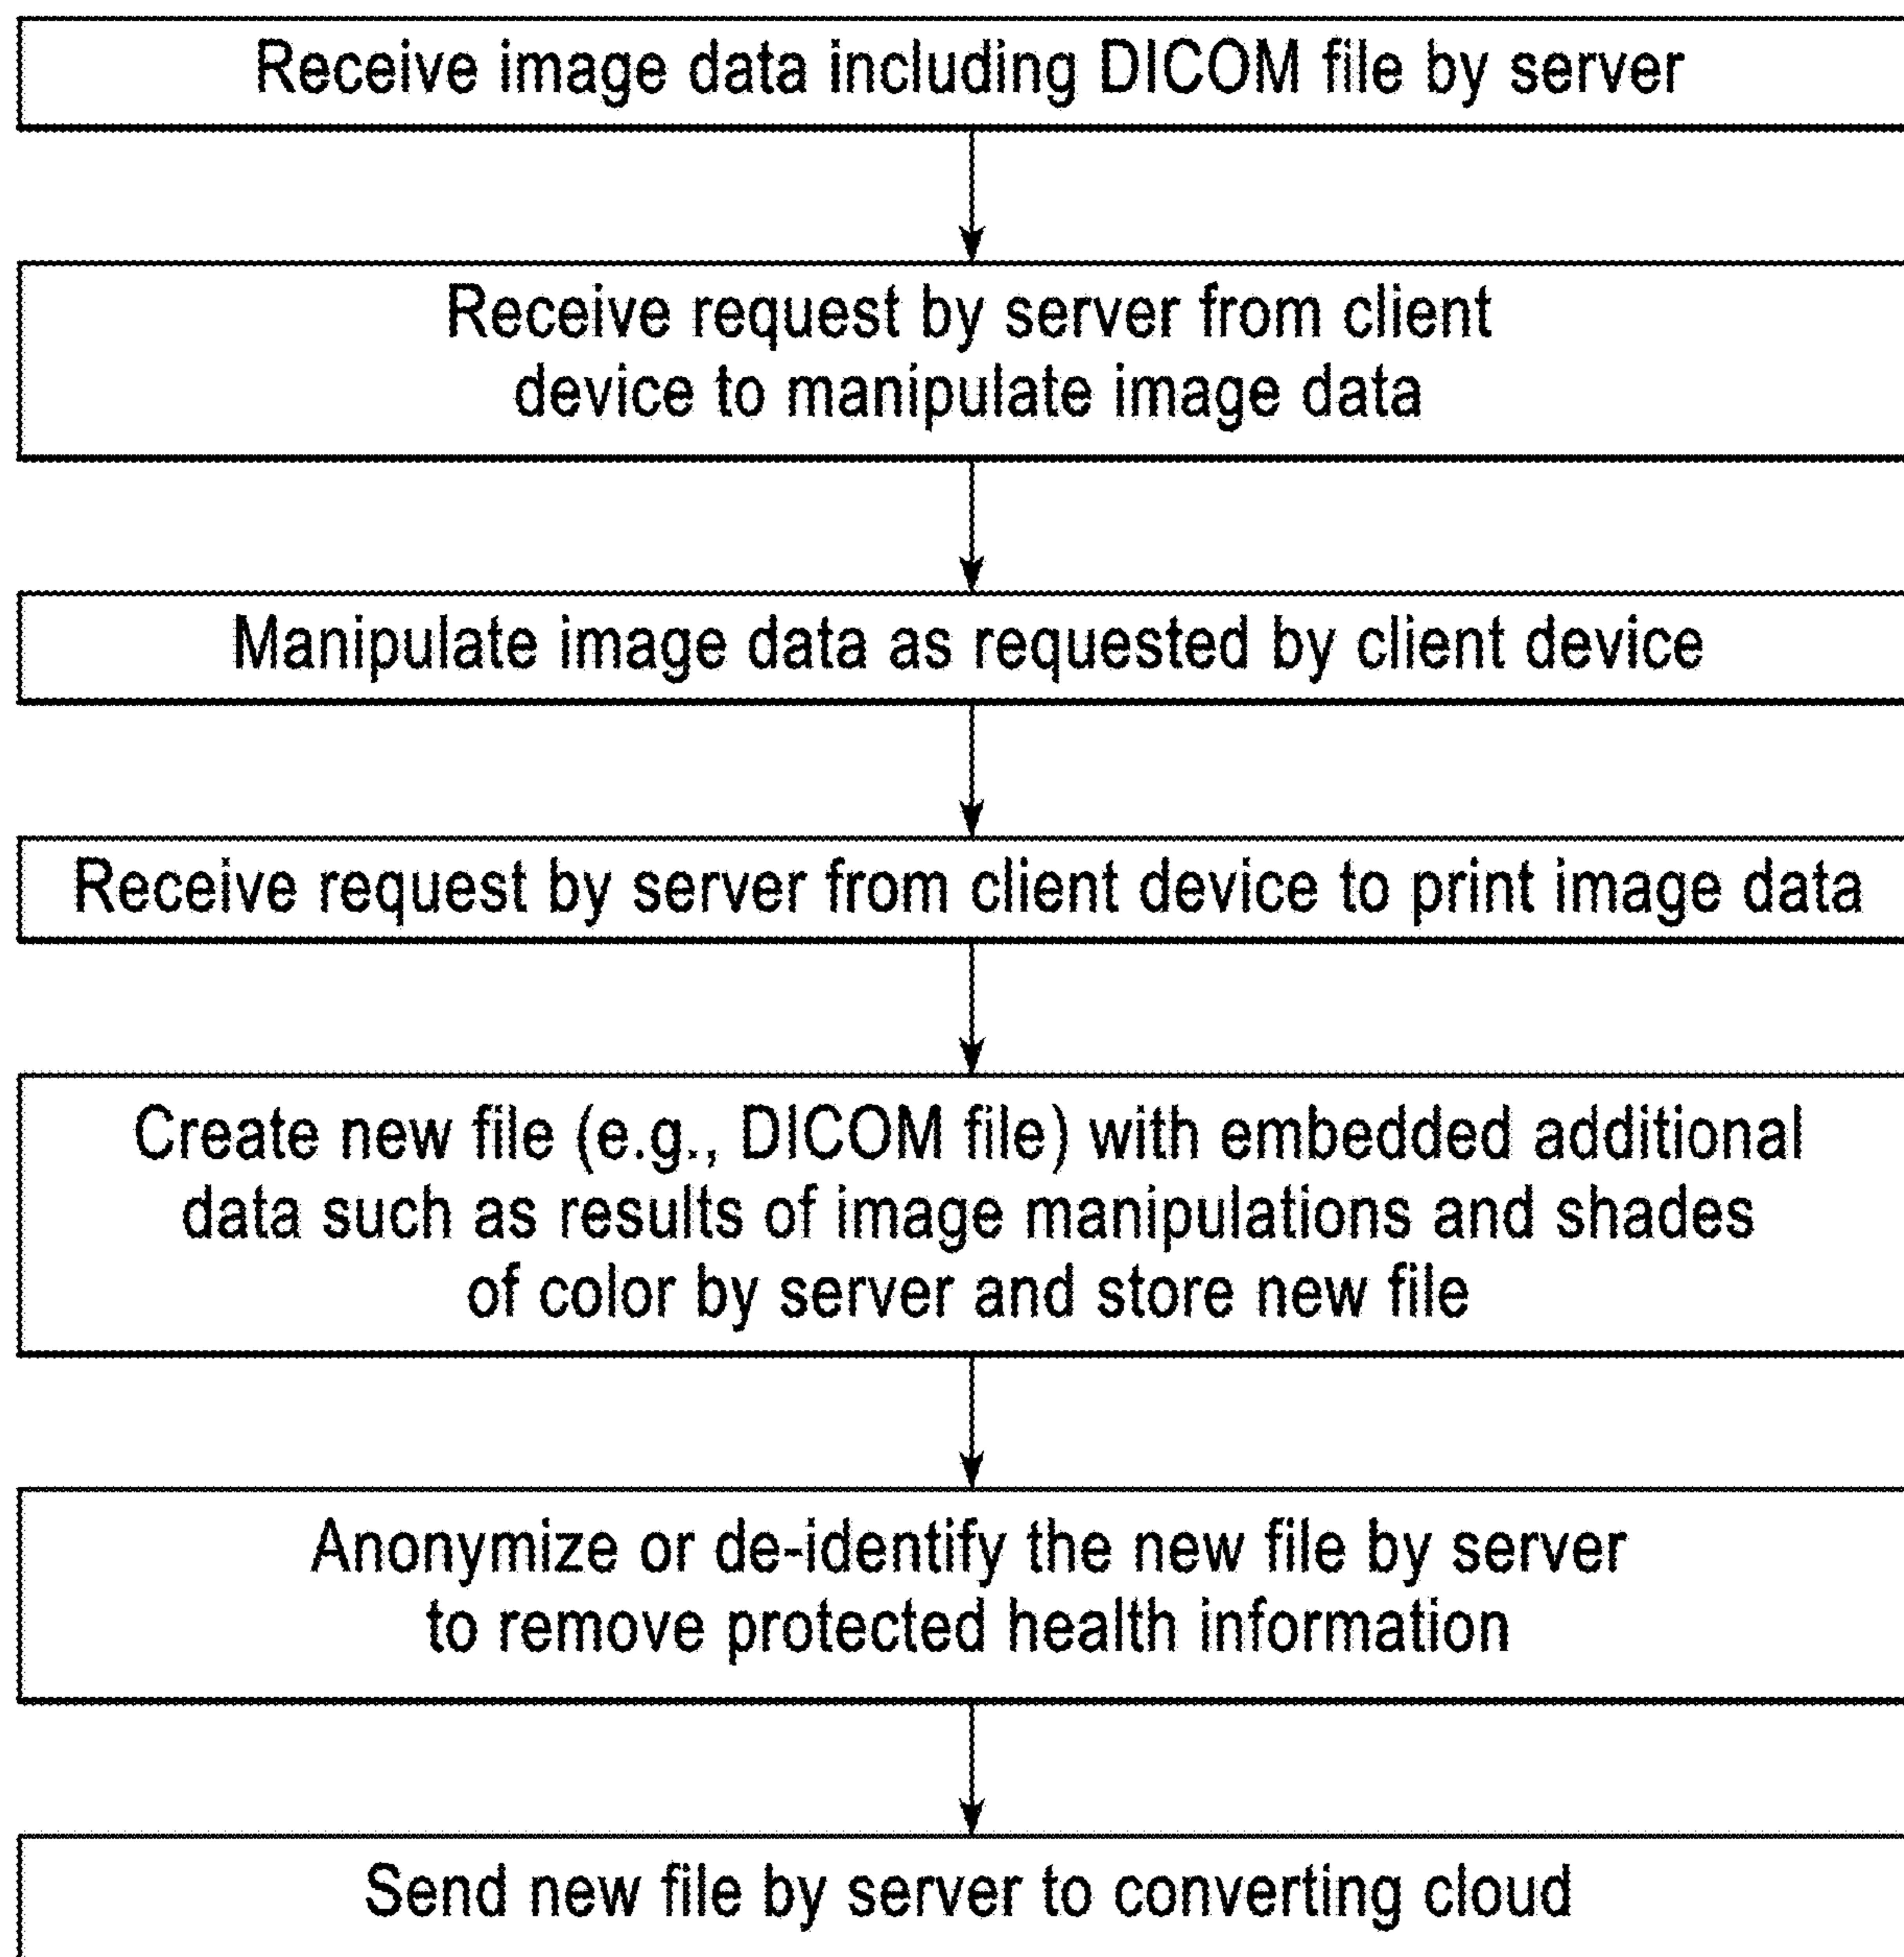 Receive image data including DICOM file by server
Receive request by server from client
device to manipulate image data
Manipulate image data as requested by client device
Receive request by server from client device to print image data
Create new file (e.g., DICOM file) with embedded additional
data such as results of image manipulations and shades
of color by server and store new file
Anonymize or de-identify the new file by server
to remove protected health information
Send new file by server to converting cloud